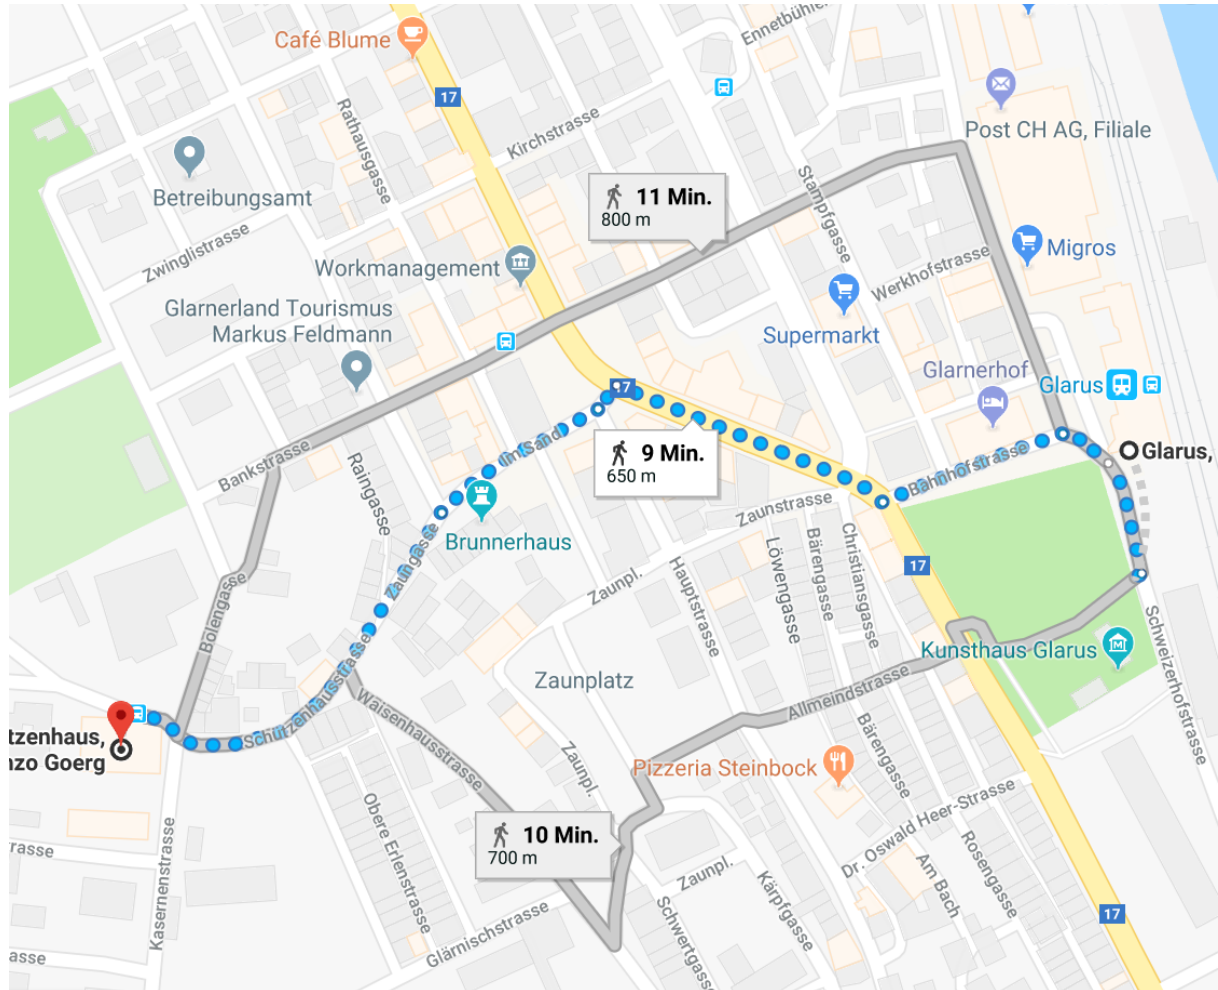 Ennetbühler
Café Blume
17
Rathausgasse
Kirchstrasse
Post CH AG, Filiale
Betreibungsamt
11 Min.
800 m
Stampfgasse
Zwinglistrasse
Workmanagement
Migros
Werkhofstrasse
Glarnerland Tourismus
Markus Feldmann
Supermarkt
Glarnerhof
Glarus
17
9 Min.
650 m
Im Sand
Bankstrasse
Raingasse
Bahnhofstrasse
Glarus,
Brunnerhaus
Zaunstrasse
Löwengasse
Bärengasse
Christiansgasse
17
Zaungasse
Zaunpl.
Hauptstrasse
Bolengasse
Kunsthaus Glarus
Schweizerhofstrasse
Zaunplatz
Allmeindstrasse
Waisenhausstrasse
Schützenhausstrasse
tzenhaus,
nzo Goerg
Zaunpl.
Pizzeria Steinbock
Bärengasse
10 Min.
700 m
Obere Erlenstrasse
Dr. Oswald Heer-Strasse
Rosengasse
Am Bach
Zaunpl.
Kärpfgasse
Kasernenstrasse
rasse
Glärnischstrasse
Schwertgasse
17
asse